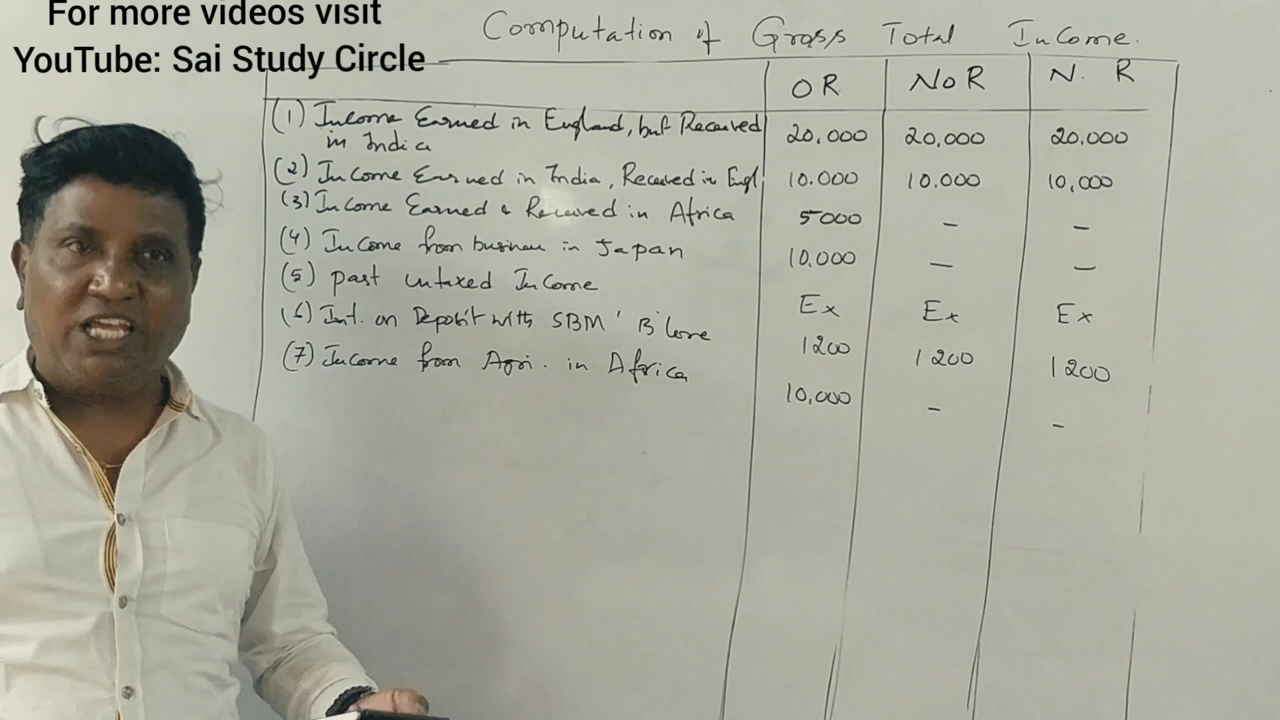 For more videos visit
YouTube: Sai Study Circle
Computation of Gross Total Income.
OR NOR N. R
(1) Income Earned in England, but Received in India 20,000 20,000 20,000
(2) Income Earned in India, Received in Engl 10.000 10.000 10,000
(3) Income Earned & Received in Africa 5000 — —
(4) Income from business in Japan 10,000 — —
(5) past untaxed Income Ex Ex Ex
(6) Int. on Deposit with SBM' B'lore 1200 1200 1200
(7) Income from Agri. in Africa 10,000 - -